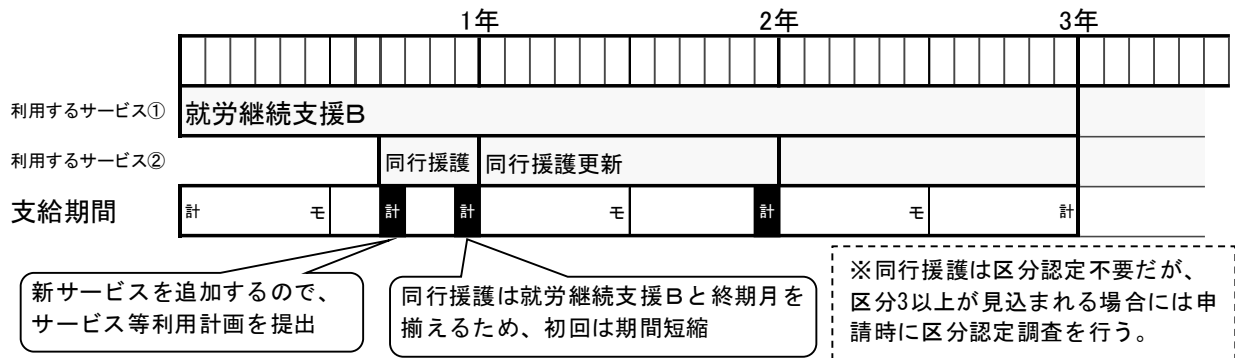 1年 2年 3年
利用するサービス① 就労継続支援B
利用するサービス② 同行援護 同行援護更新
支給期間 計 モ 計 計 モ 計 モ 計
新サービスを追加するので、
サービス等利用計画を提出
同行援護は就労継続支援Bと終期月を
揃えるため、初回は期間短縮
※同行援護は区分認定不要だが、
区分3以上が見込まれる場合には申
請時に区分認定調査を行う。